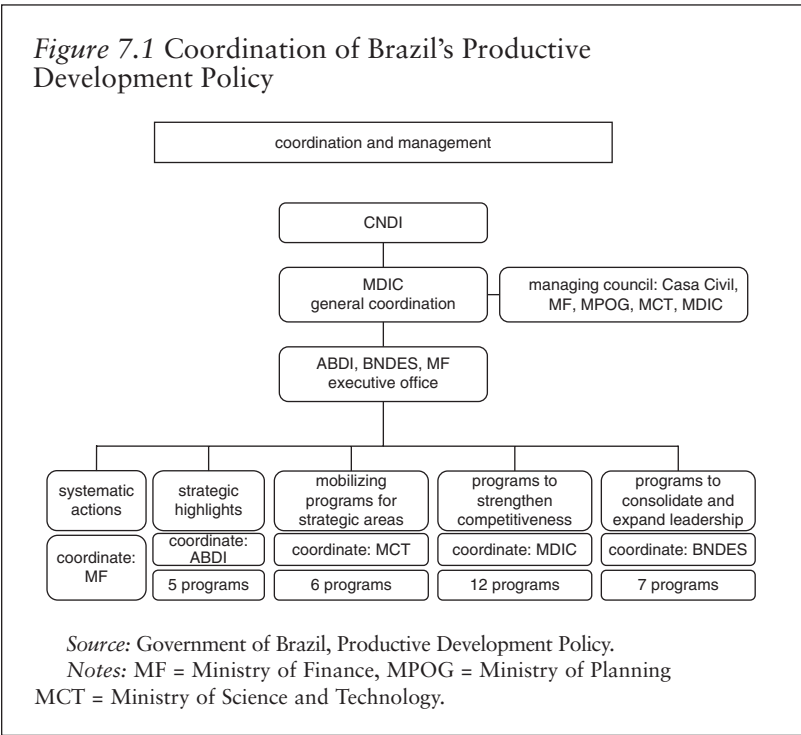 Figure 7.1 Coordination of Brazil's Productive
Development Policy
coordination and management
CNDI
MDIC
general coordination
managing council: Casa Civil,
MF, MPOG, MCT, MDIC
ABDI, BNDES, MF
executive office
systematic
actions
coordinate:
MF
strategic
highlights
coordinate:
ABDI
5 programs
mobilizing
programs for
strategic areas
coordinate: MCT
6 programs
programs to
strengthen
competitiveness
coordinate: MDIC
12 programs
programs to
consolidate and
expand leadership
coordinate: BNDES
7 programs
Source: Government of Brazil, Productive Development Policy.
Notes: MF = Ministry of Finance, MPOG = Ministry of Planning
MCT = Ministry of Science and Technology.